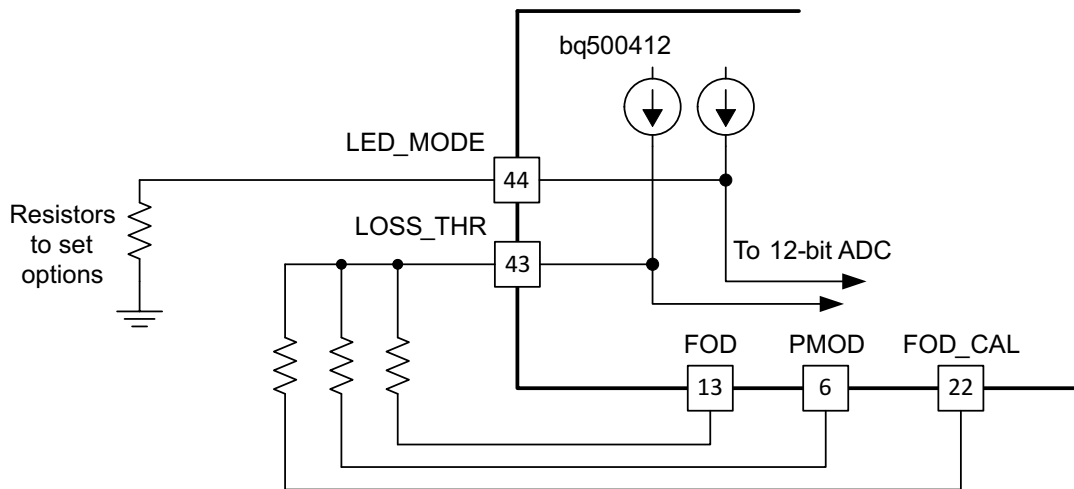 bq500412
LED_MODE
44
Resistors
to set
options
LOSS_THR
43
To 12-bit ADC
FOD
PMOD
FOD_CAL
13
6
22